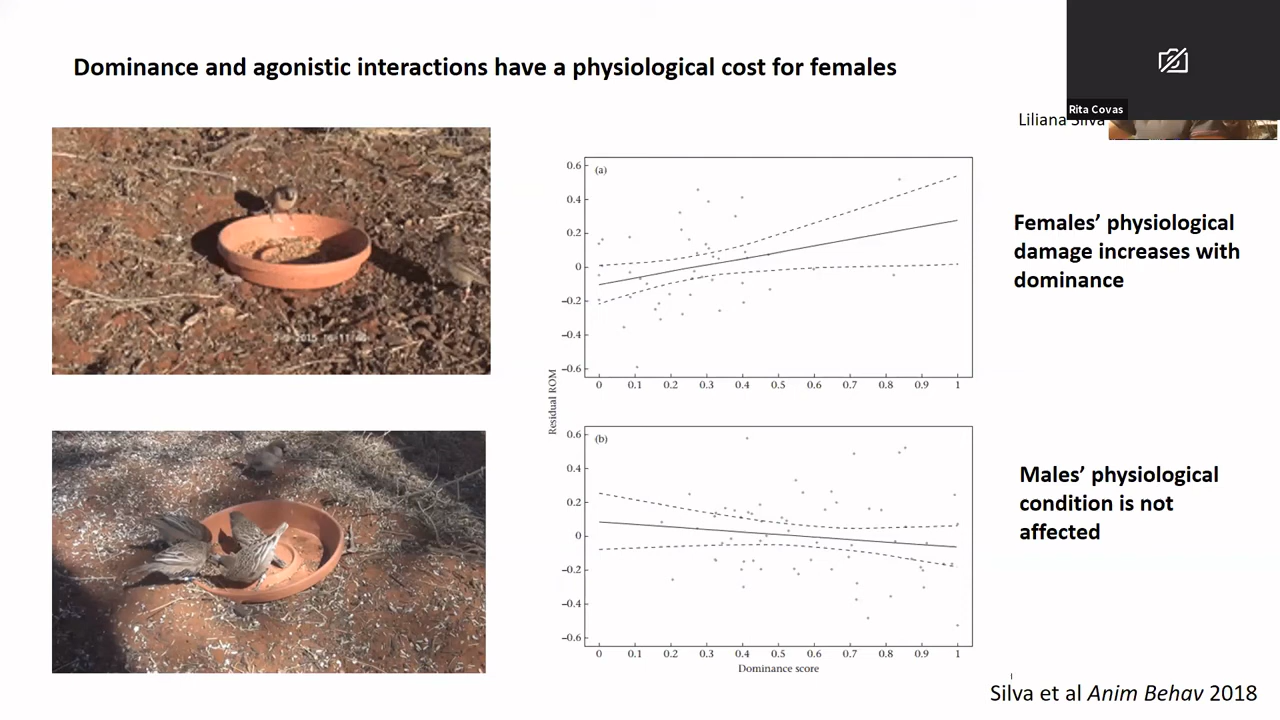 Dominance and agonistic interactions have a physiological cost for females
Rita Covas
Liliana Silva
(a)
0.6
0.4
0.2
0
–0.2
–0.4
–0.6
0 0.1 0.2 0.3 0.4 0.5 0.6 0.7 0.8 0.9 1
Females’ physiological
damage increases with
dominance
Residual ROM
(b)
0.6
0.4
0.2
0
–0.2
–0.4
–0.6
0 0.1 0.2 0.3 0.4 0.5 0.6 0.7 0.8 0.9 1
Dominance score
Males’ physiological
condition is not
affected
Silva et al Anim Behav 2018